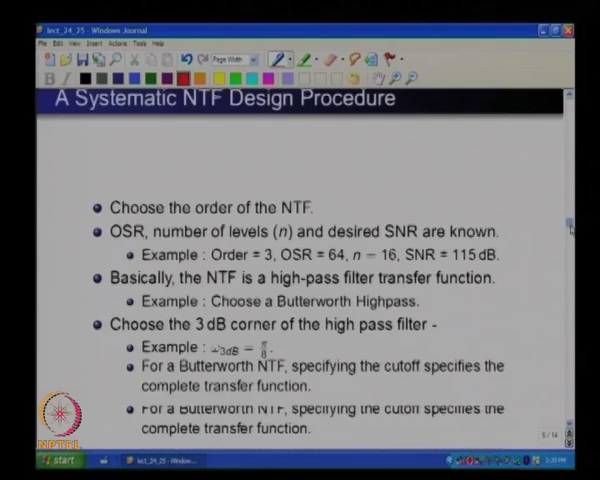 lect_24_25 - Windows Journal
File Edit View Insert Actions Tools Help
Page Width
A Systematic NTF Design Procedure
Choose the order of the NTF.
OSR, number of levels (n) and desired SNR are known.
Example : Order = 3, OSR = 64, n = 16, SNR = 115 dB.
Basically, the NTF is a high-pass filter transfer function.
Example : Choose a Butterworth Highpass.
Choose the 3 dB corner of the high pass filter -
Example : ω3dB = π/8.
For a Butterworth NTF, specifying the cutoff specifies the
complete transfer function.
For a Butterworth NTF, specifying the cutoff specifies the
complete transfer function.
NPTEL
start
lect_24_25 - Windows...